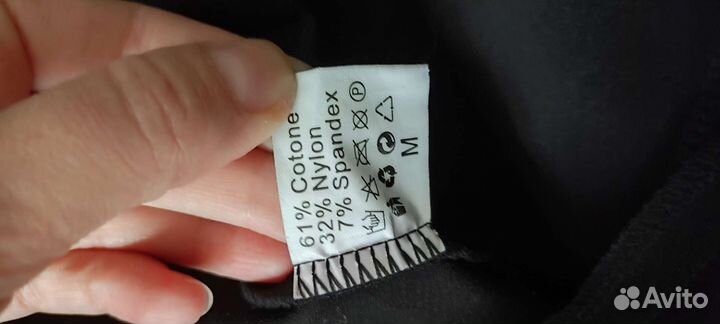 61% Cotone
32% Nylon
7% Spandex
P
M
Avito